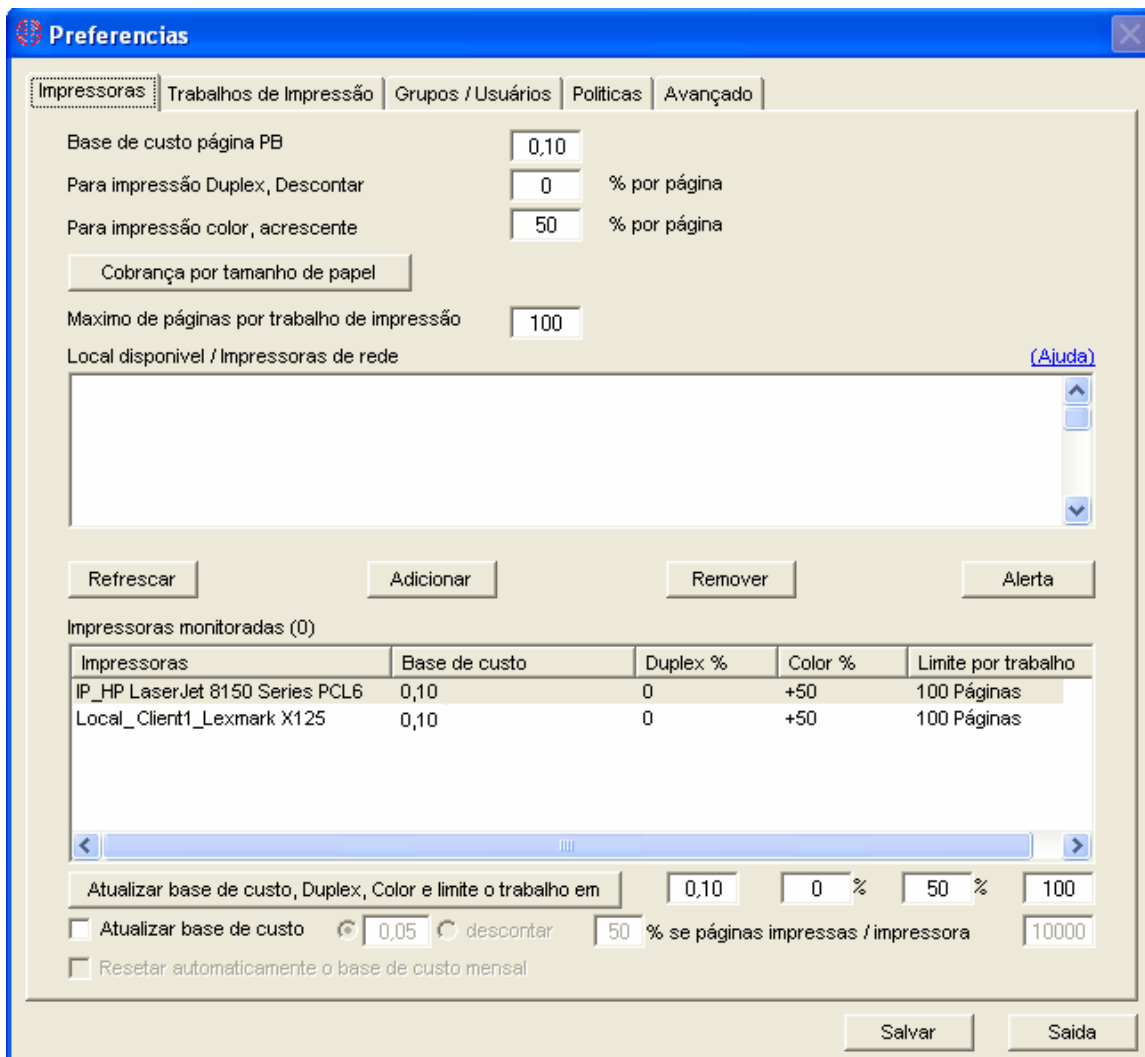 Preferencias
Impressoras Trabalhos de Impressão Grupos / Usuários Politicas Avançado
Base de custo página PB 0,10
Para impressão Duplex, Descontar 0 % por página
Para impressão color, acrescente 50 % por página
Cobrança por tamanho de papel
Maximo de páginas por trabalho de impressão 100
Local disponivel / Impressoras de rede (Ajuda)
Refrescar Adicionar Remover Alerta
Impressoras monitoradas (0)
Impressoras Base de custo Duplex % Color % Limite por trabalho
IP_HP LaserJet 8150 Series PCL6 0,10 0 +50 100 Páginas
Local_Client1_Lexmark X125 0,10 0 +50 100 Páginas
Atualizar base de custo, Duplex, Color e limite o trabalho em 0,10 0 % 50 % 100
Atualizar base de custo 0,05 descontar 50 % se páginas impressas / impressora 10000
Resetar automaticamente o base de custo mensal
Salvar Saida